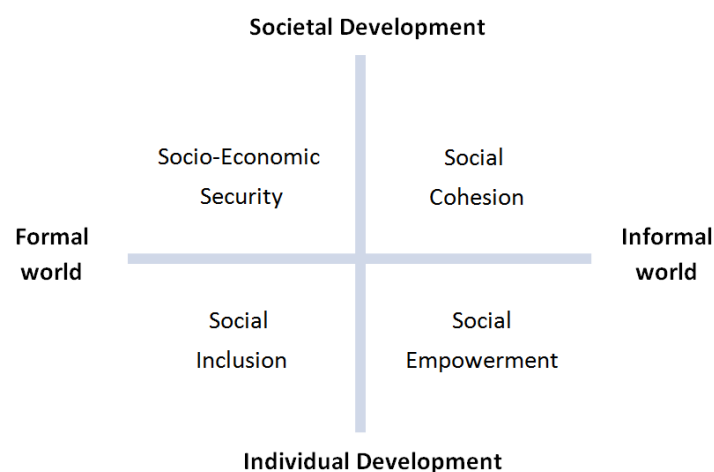 Societal Development
Socio-Economic
Security
Social
Cohesion
Formal
world
Informal
world
Social
Inclusion
Social
Empowerment
Individual Development